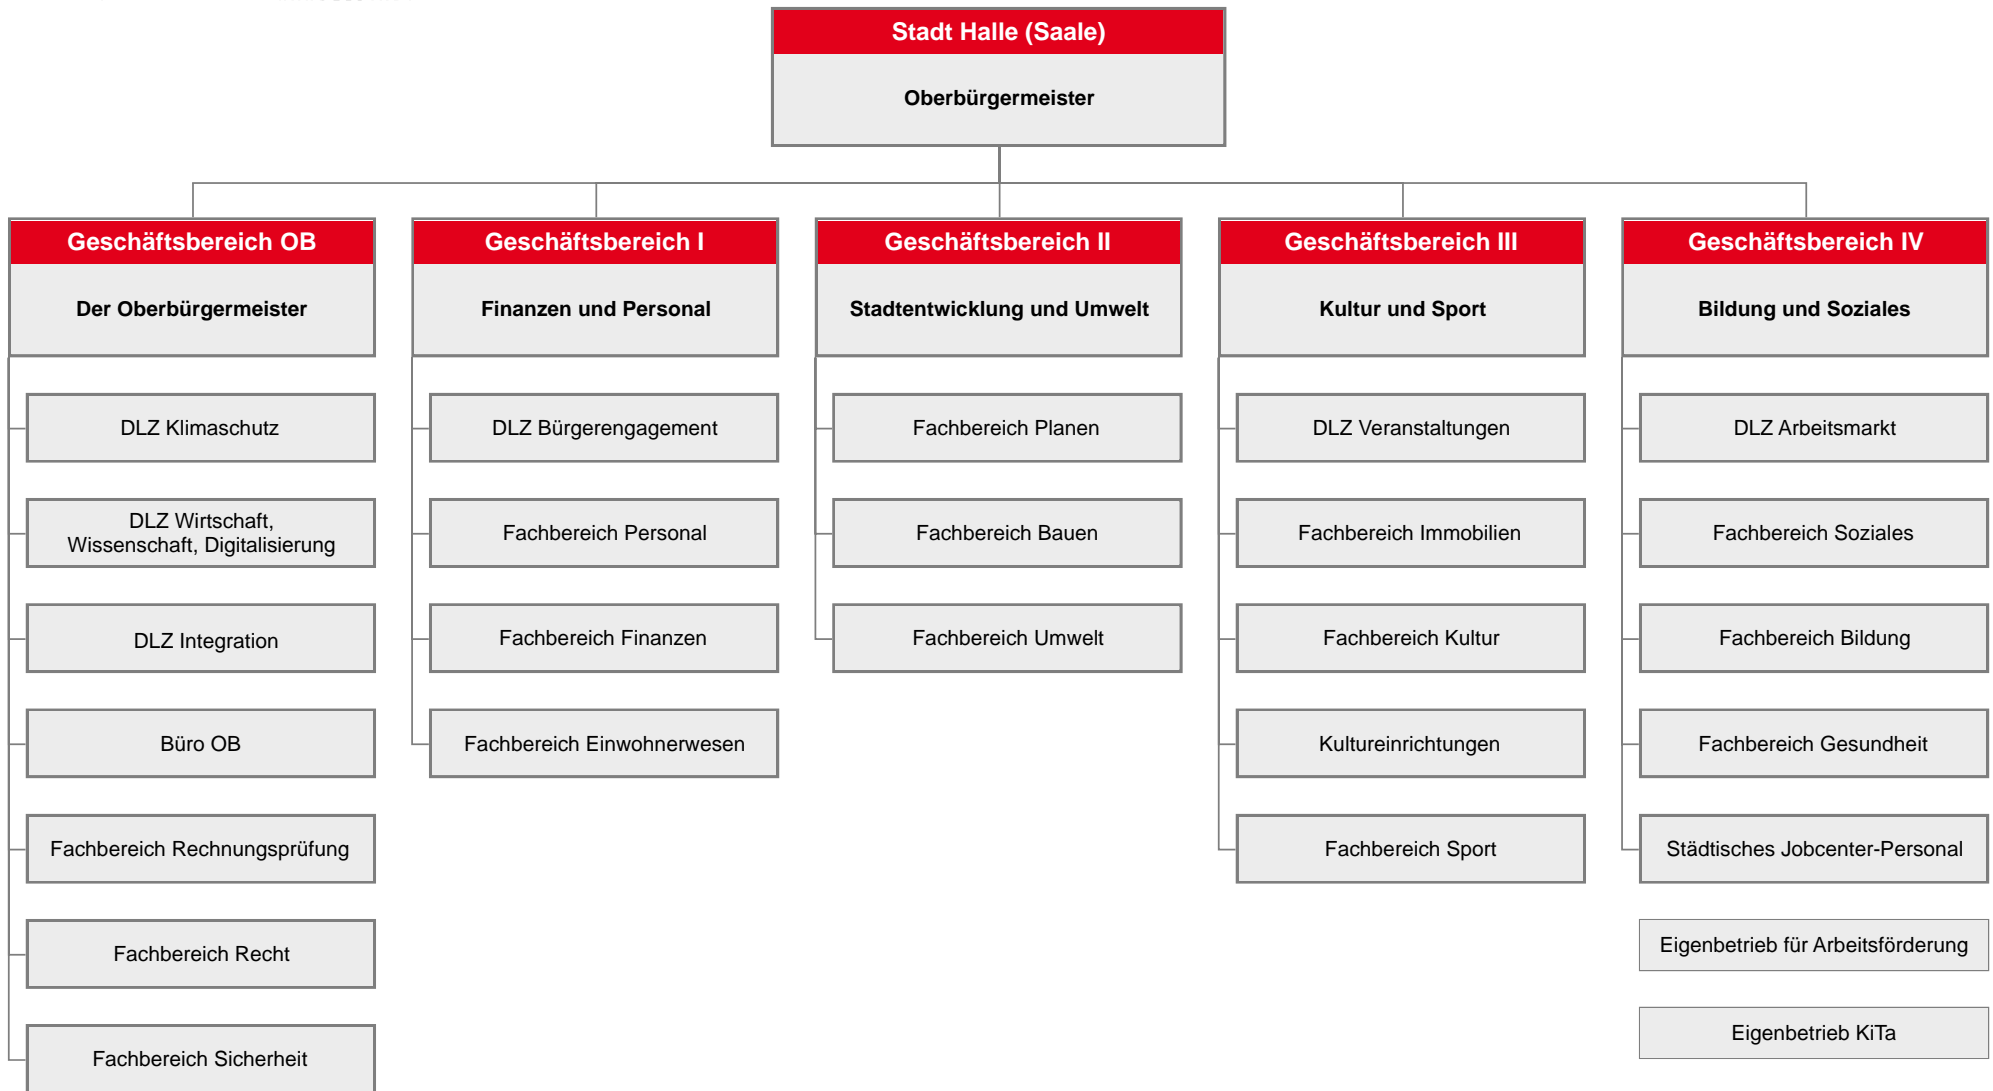 Stadt Halle (Saale)
Oberbürgermeister
Geschäftsbereich OB
Der Oberbürgermeister
DLZ Klimaschutz
DLZ Wirtschaft,
Wissenschaft, Digitalisierung
DLZ Integration
Büro OB
Fachbereich Rechnungsprüfung
Fachbereich Recht
Fachbereich Sicherheit
Geschäftsbereich I
Finanzen und Personal
DLZ Bürgerengagement
Fachbereich Personal
Fachbereich Finanzen
Fachbereich Einwohnerwesen
Geschäftsbereich II
Stadtentwicklung und Umwelt
Fachbereich Planen
Fachbereich Bauen
Fachbereich Umwelt
Geschäftsbereich III
Kultur und Sport
DLZ Veranstaltungen
Fachbereich Immobilien
Fachbereich Kultur
Kultureinrichtungen
Fachbereich Sport
Geschäftsbereich IV
Bildung und Soziales
DLZ Arbeitsmarkt
Fachbereich Soziales
Fachbereich Bildung
Fachbereich Gesundheit
Städtisches Jobcenter-Personal
Eigenbetrieb für Arbeitsförderung
Eigenbetrieb KiTa